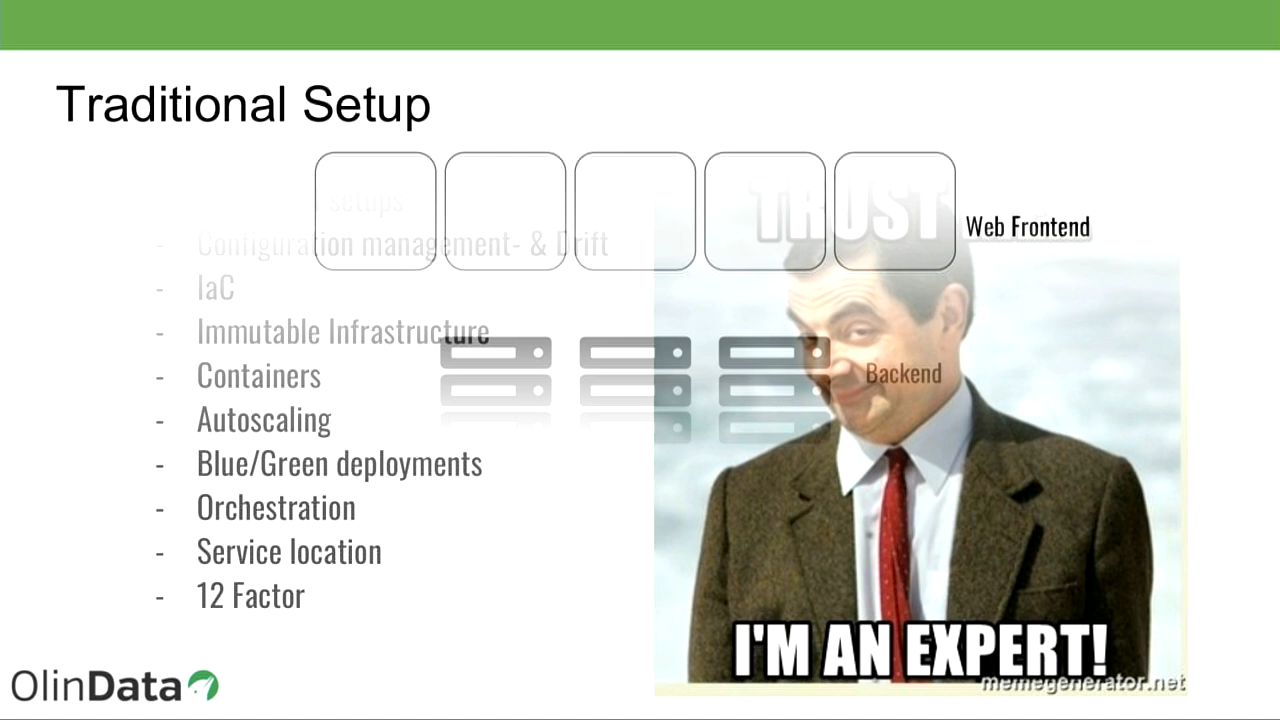 Traditional Setup
setups
TRUST
Web Frontend
- Configuration management- & Drift
- IaC
- Immutable Infrastructure
- Containers
Backend
- Autoscaling
- Blue/Green deployments
- Orchestration
- Service location
- 12 Factor
I'M AN EXPERT!
memegenerator.net
OlinData